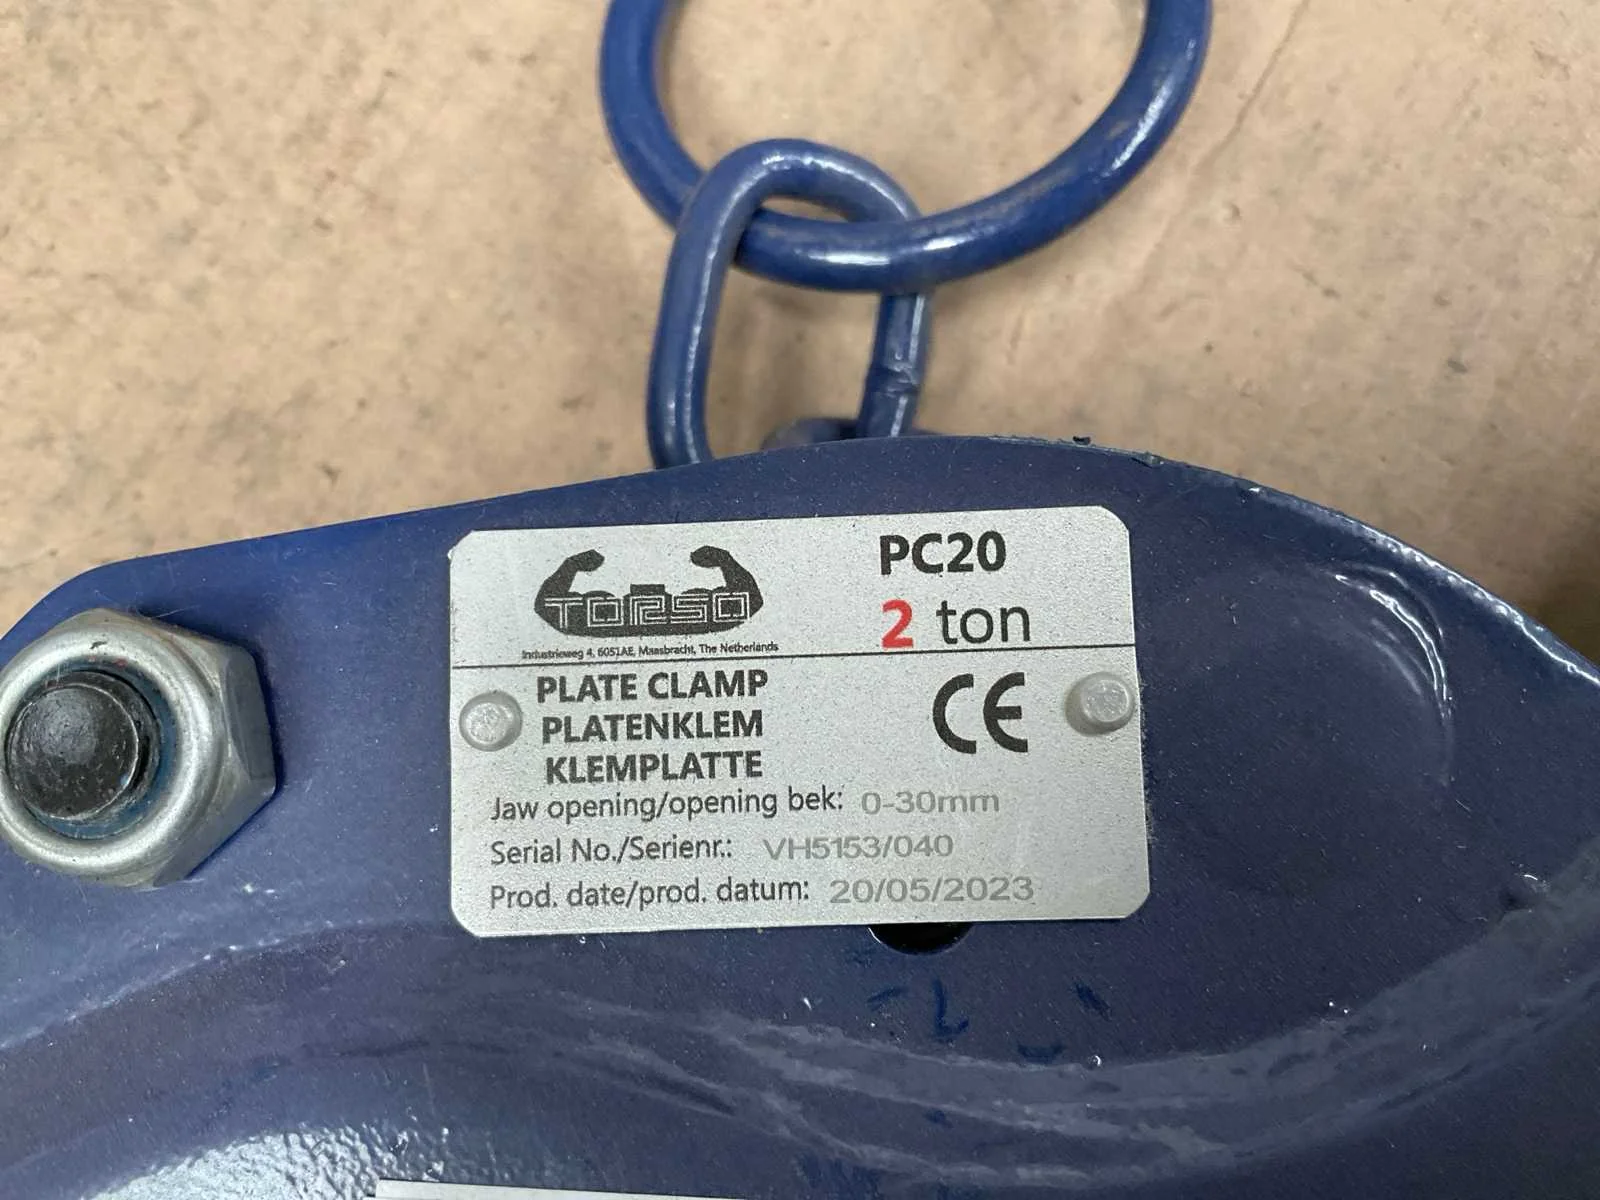 TORSO
Industrieweg 4, 6051AE, Maasbracht, The Netherlands
PC20
2 ton
PLATE CLAMP
PLATENKLEM
KLEMPLATTE
CE
Jaw opening/opening bek: 0-30mm
Serial No./Serienr.: VH5153/040
Prod. date/prod. datum: 20/05/2023